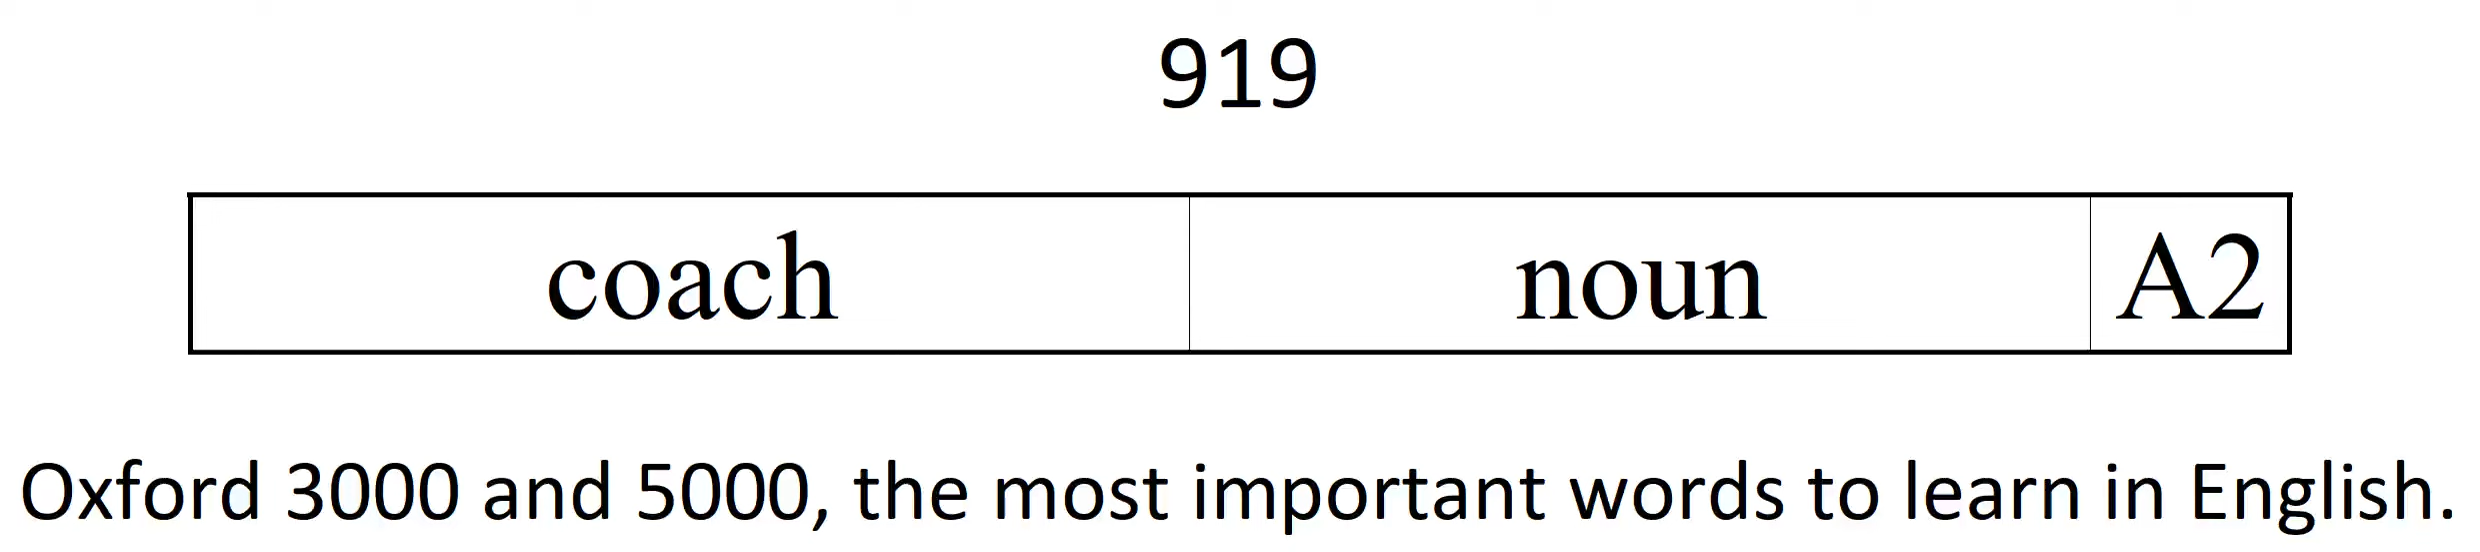 919
coach noun A2
Oxford 3000 and 5000, the most important words to learn in English.